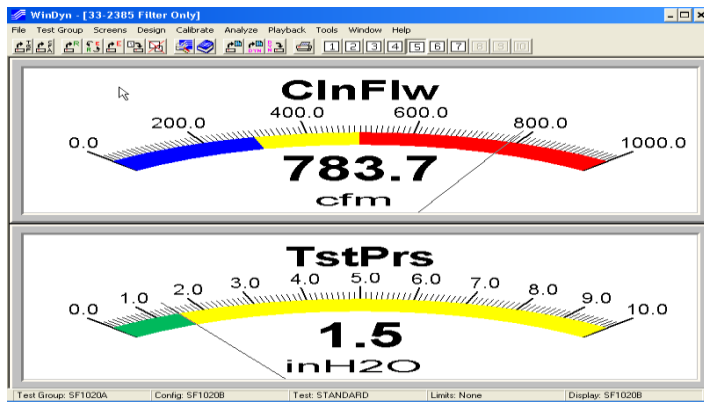 WinDyn - [33-2385 Filter Only]
File Test Group Screens Design Calibrate Analyze Playback Tools Window Help
1 2 3 4 5 6 7 8 9 10
ClnFlw
0.0 200.0 400.0 600.0 800.0 1000.0
783.7
cfm
TstPrs
0.0 1.0 2.0 3.0 4.0 5.0 6.0 7.0 8.0 9.0 10.0
1.5
inH2O
Test Group: SF1020A Config: SF1020B Test: STANDARD Limits: None Display: SF1020B